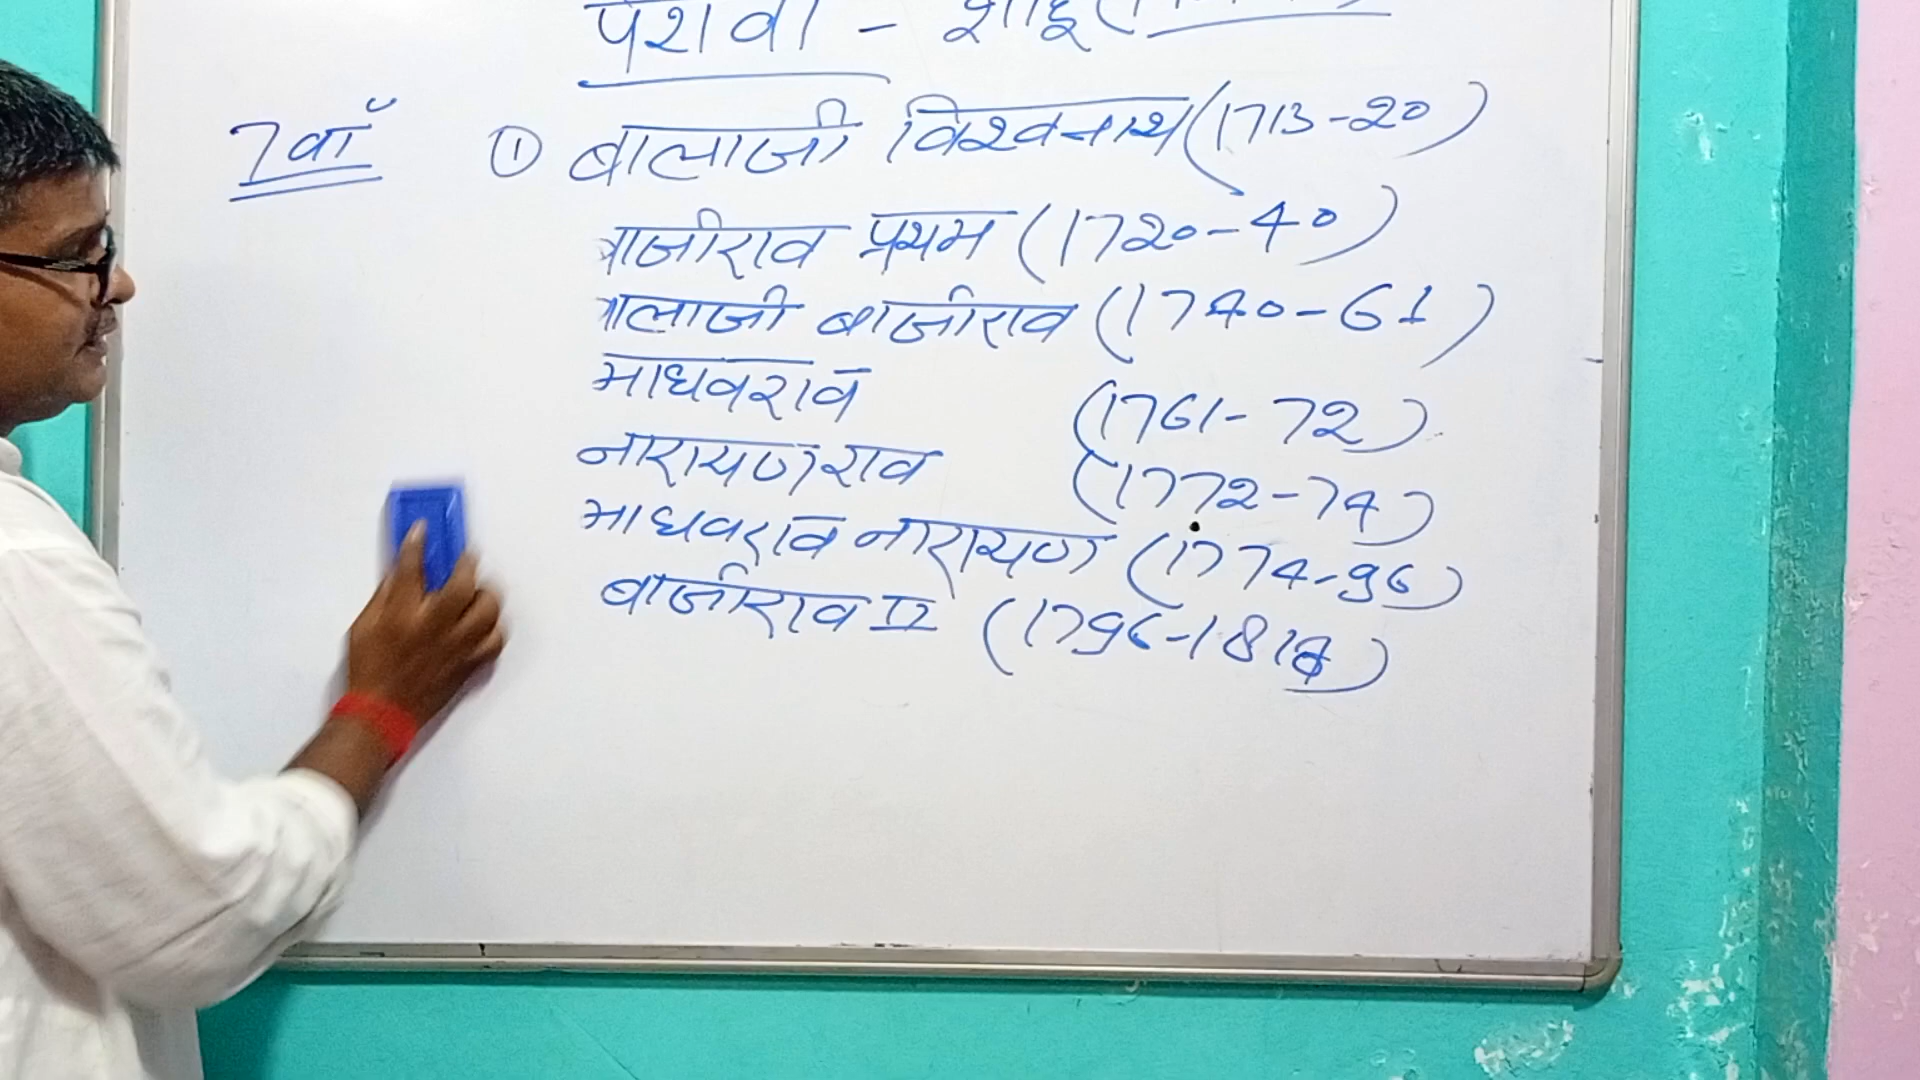 पेशवा - शाहू
7वाँ
① बालाजी विश्वनाथ (1713-20)
बाजीराव प्रथम (1720-40)
बालाजी बाजीराव (1740-61)
माधवराव (1761-72)
नारायणराव (1772-74)
माधवराव नारायण (1774-96)
बाजीराव II (1796-1818)